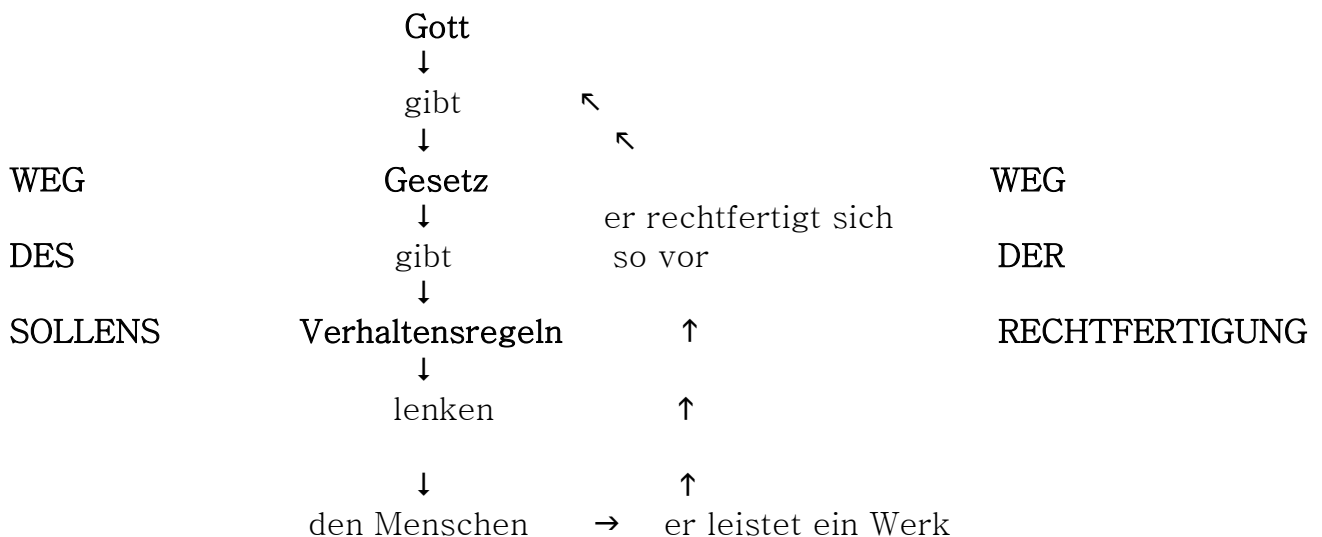 Gott
↓
gibt ↖
↓ ↖
WEG Gesetz WEG
↓ er rechtfertigt sich
DES gibt so vor DER
↓
SOLLENS Verhaltensregeln ↑ RECHTFERTIGUNG
↓
lenken ↑
↓ ↑
den Menschen → er leistet ein Werk